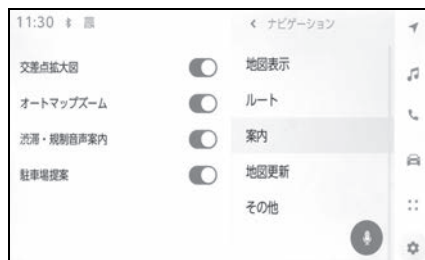 11:30
交差点拡大図
オートマップズーム
渋滞・規制音声案内
駐車場提案
ナビゲーション
地図表示
ルート
案内
地図更新
その他